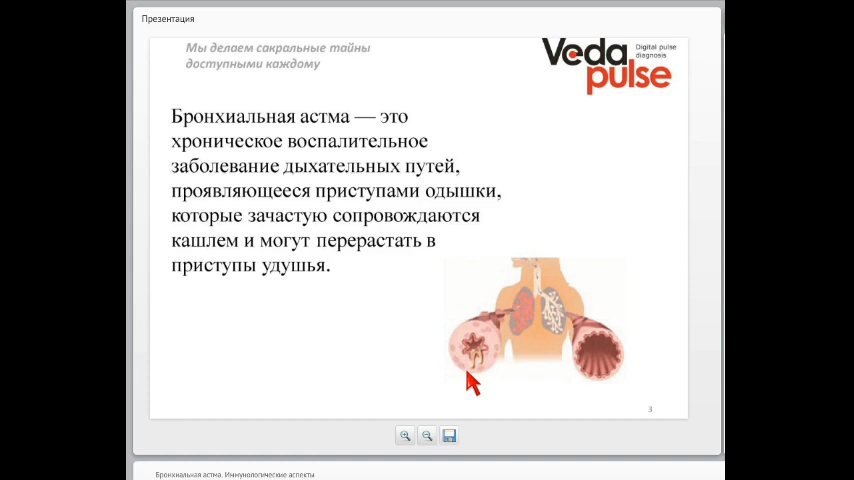 Презентация
Мы делаем сакральные тайны
доступными каждому
Veda
pulse
Digital pulse
diagnosis
Бронхиальная астма — это
хроническое воспалительное
заболевание дыхательных путей,
проявляющееся приступами одышки,
которые зачастую сопровождаются
кашлем и могут перерастать в
приступы удушья.
3
Бронхиальная астма. Иммунологические аспекты